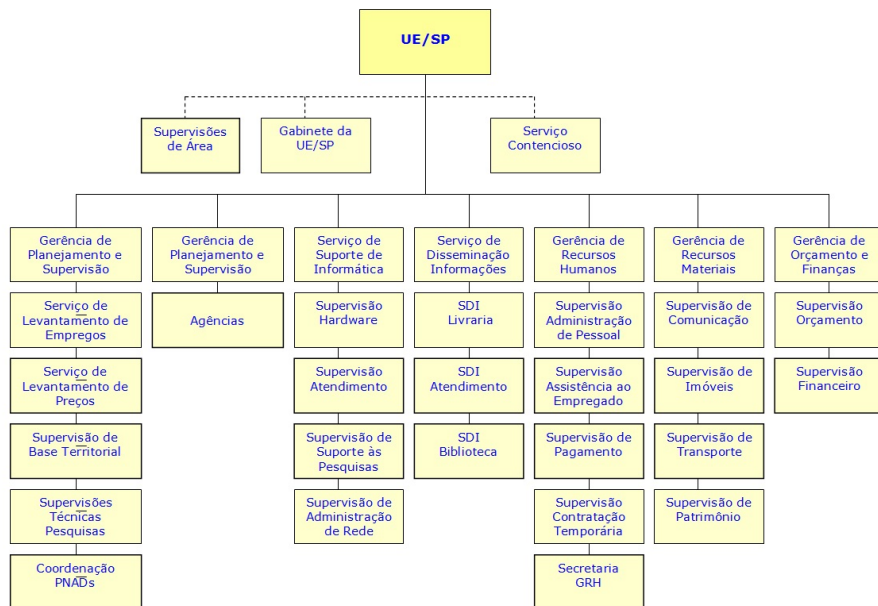 UE/SP
Supervisões
de Área
Gabinete da
UE/SP
Serviço
Contencioso
Gerência de
Planejamento e
Supervisão
Gerência de
Planejamento e
Supervisão
Serviço de
Suporte de
Informática
Serviço de
Disseminação
Informações
Gerência de
Recursos
Humanos
Gerência de
Recursos
Materiais
Gerência de
Orçamento e
Finanças
Serviço de
Levantamento de
Empregos
Agências
Supervisão
Hardware
SDI
Livraria
Supervisão
Administração
de Pessoal
Supervisão de
Comunicação
Supervisão
Orçamento
Serviço de
Levantamento de
Preços
Supervisão
Atendimento
SDI
Atendimento
Supervisão
Assistência ao
Empregado
Supervisão de
Imóveis
Supervisão
Financeiro
Supervisão de
Base Territorial
Supervisão de
Suporte às
Pesquisas
SDI
Biblioteca
Supervisão de
Pagamento
Supervisão de
Transporte
Supervisões
Técnicas
Pesquisas
Supervisão de
Administração
de Rede
Supervisão
Contratação
Temporária
Supervisão de
Patrimônio
Coordenação
PNADs
Secretaria
GRH